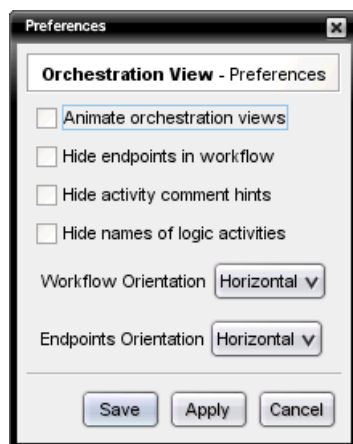 Preferences
Orchestration View - Preferences
Animate orchestration views
Hide endpoints in workflow
Hide activity comment hints
Hide names of logic activities
Workflow Orientation Horizontal
Endpoints Orientation Horizontal
Save Apply Cancel